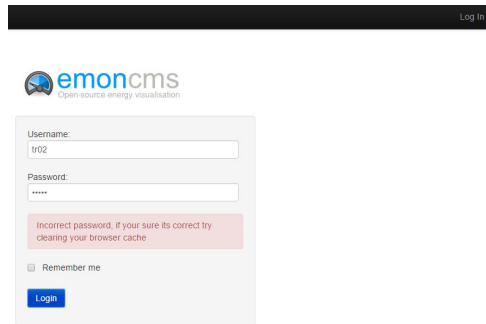 Log In
emoncms
Open-source energy visualisation
Username:
tr02
Password:
•••••
Incorrect password, if your sure its correct try
clearing your browser cache
Remember me
Login